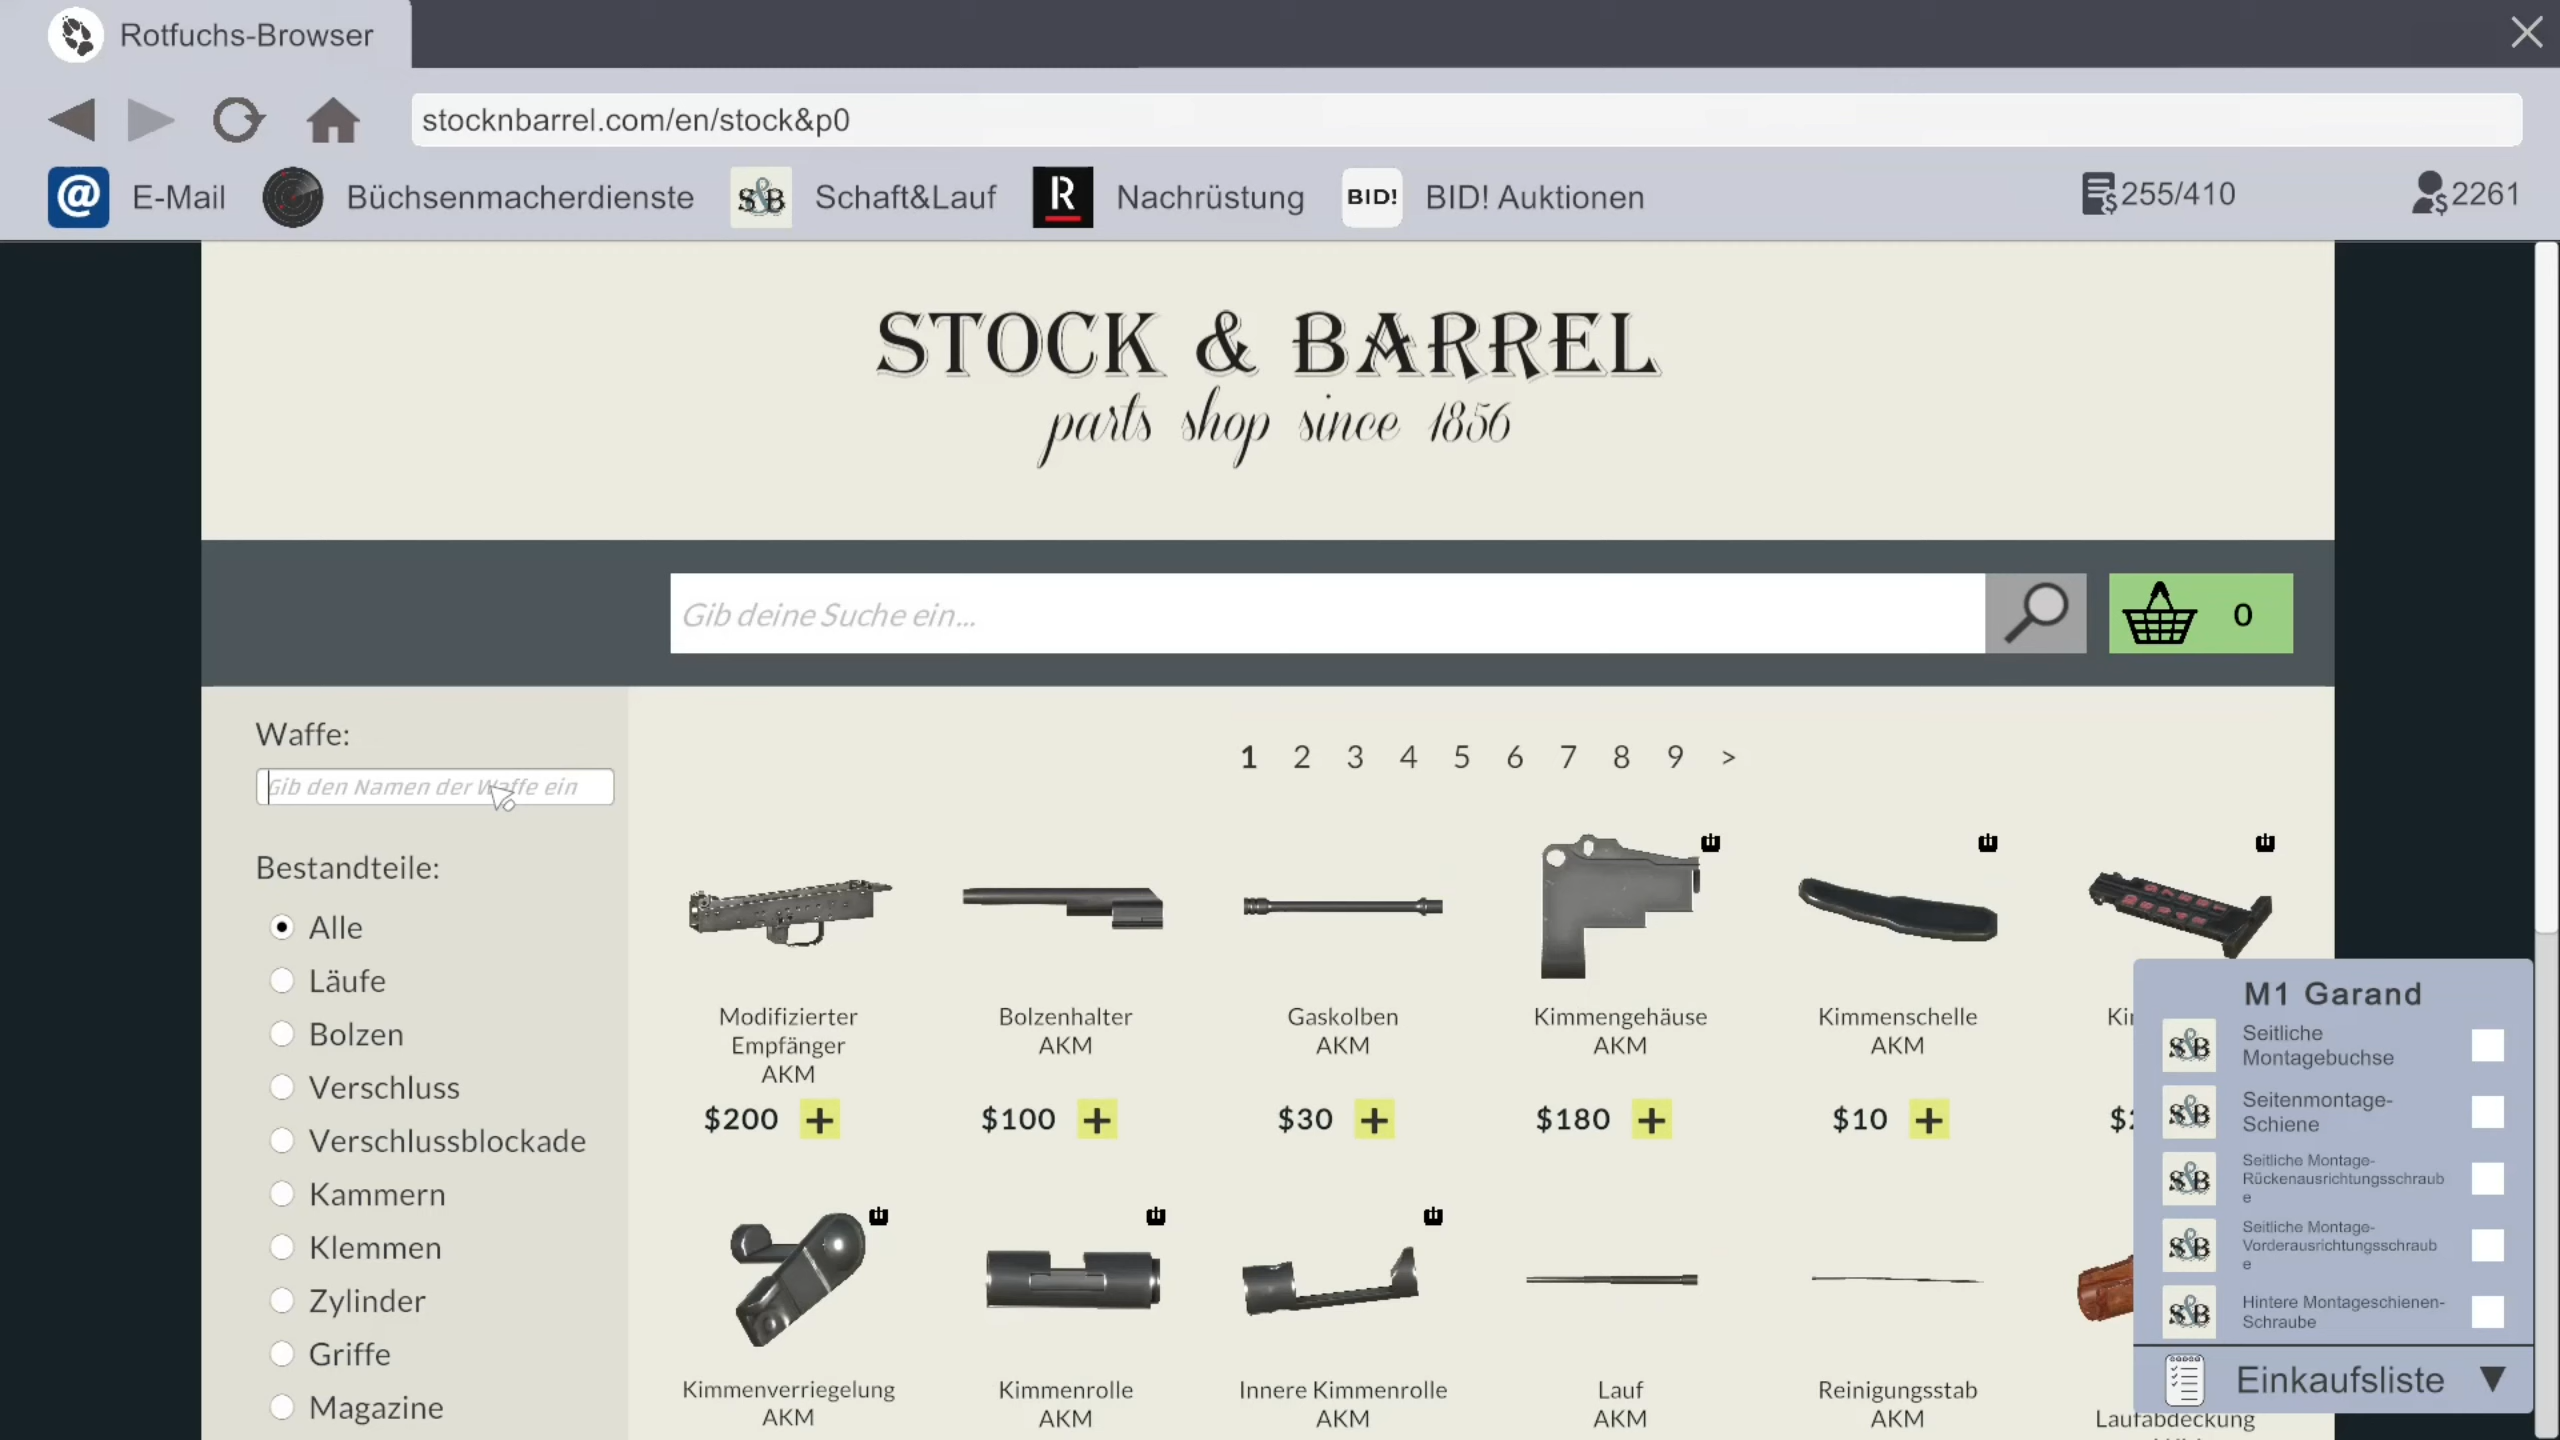 Rotfuchs-Browser
stocknbarrel.com/en/stock&p0
@ E-Mail Büchsenmacherdienste S&B Schaft&Lauf R Nachrüstung BID! BID! Auktionen 255/410 2261
STOCK & BARREL
parts shop since 1856
Gib deine Suche ein...
0
Waffe:
Gib den Namen der Waffe ein
Bestandteile:
Alle
Läufe
Bolzen
Verschluss
Verschlussblockade
Kammern
Klemmen
Zylinder
Griffe
Magazine
1 2 3 4 5 6 7 8 9 >
Modifizierter
Empfänger
AKM
$200 +
Bolzenhalter
AKM
$100 +
Gaskolben
AKM
$30 +
Kimmengehäuse
AKM
$180 +
Kimmenschelle
AKM
$10 +
Kimmenverriegelung
AKM
Kimmenrolle
AKM
Innere Kimmenrolle
AKM
Lauf
AKM
Reinigungsstab
AKM
Laufabdeckung
M1 Garand
S&B Seitliche
Montagebuchse
S&B Seitenmontage-
Schiene
S&B Seitliche Montage-
Rückenausrichtungsschraub
e
S&B Seitliche Montage-
Vorderausrichtungsschraub
e
S&B Hintere Montageschienen-
Schraube
Einkaufsliste